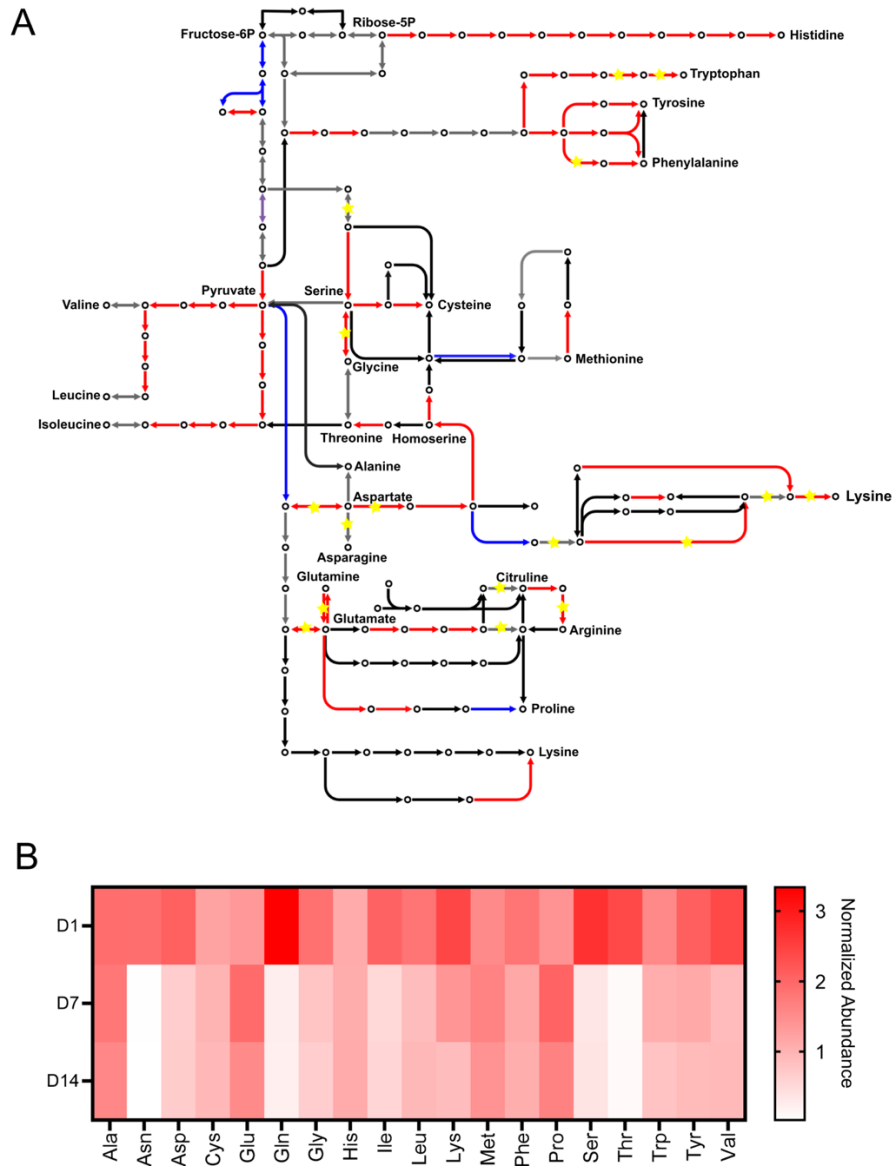 A
Fructose-6P
Ribose-5P
Histidine
Tryptophan
Tyrosine
Phenylalanine
Pyruvate
Serine
Valine
Cysteine
Glycine
Methionine
Leucine
Isoleucine
Threonine
Homoserine
Alanine
Aspartate
Lysine
Asparagine
Glutamine
Citruline
Glutamate
Arginine
Proline
Lysine
B
D1
D7
D14
Ala Asn Asp Cys Glu Gln Gly His Ile Leu Lys Met Phe Pro Ser Thr Trp Tyr Val
3
2
1
Normalized Abundance